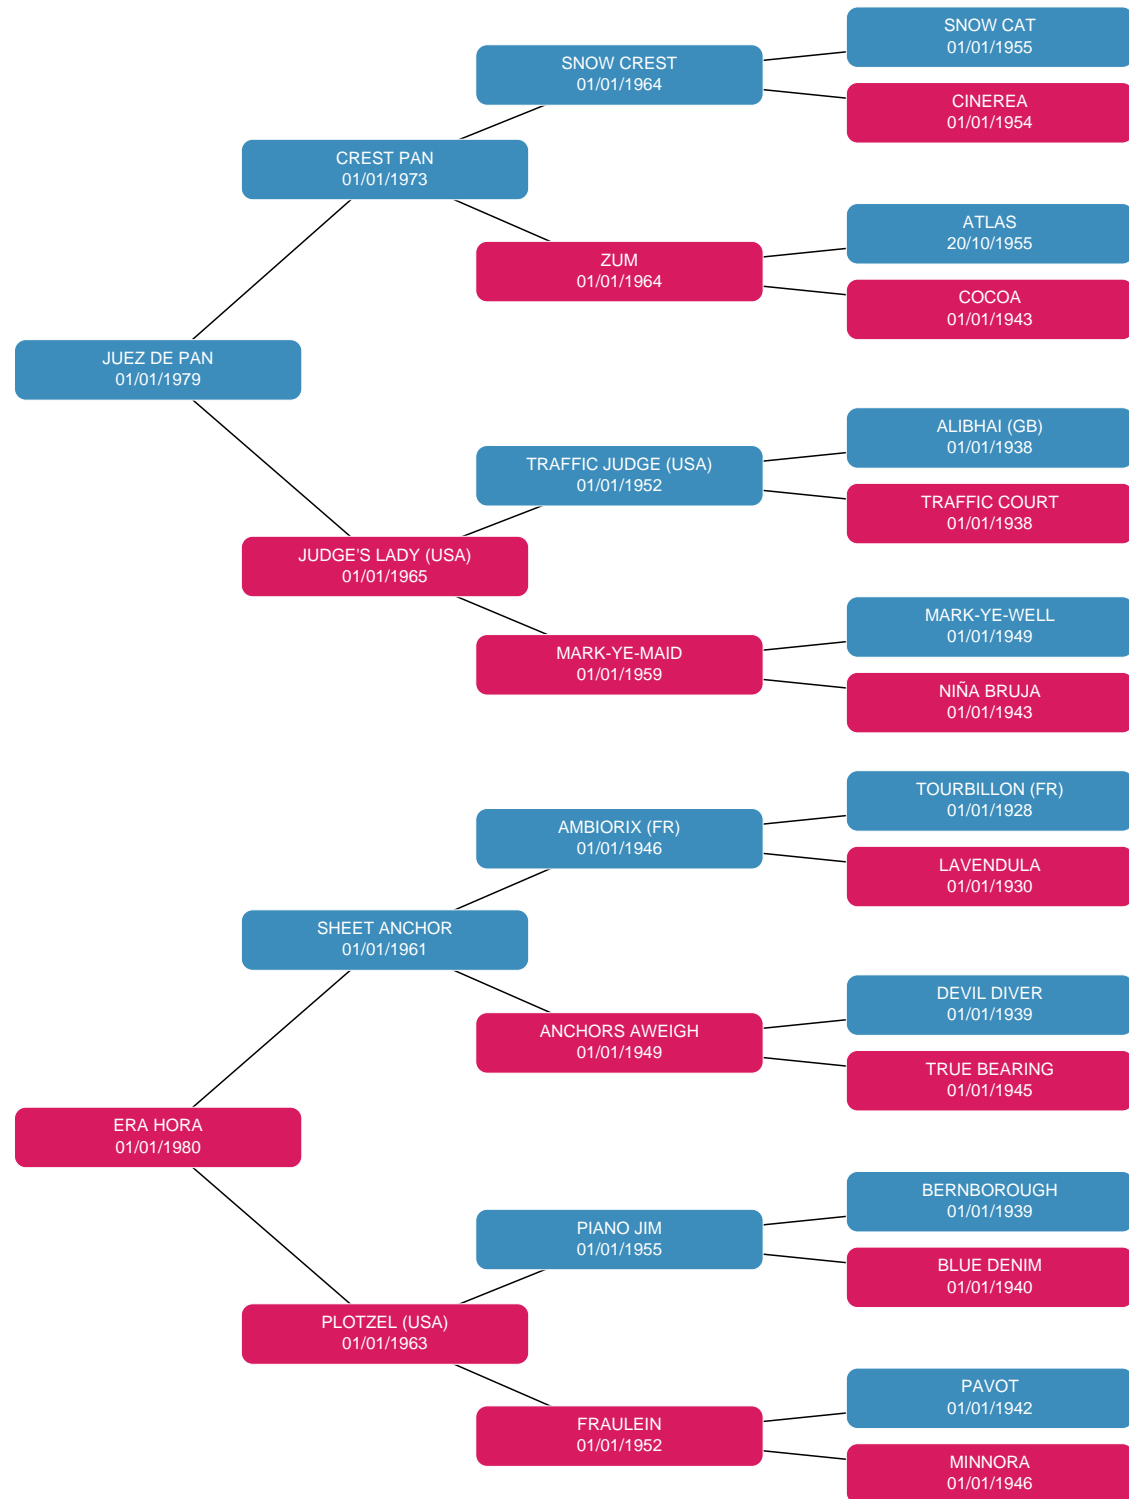 SNOW CAT
01/01/1955
SNOW CREST
01/01/1964
CINEREA
01/01/1954
CREST PAN
01/01/1973
ATLAS
20/10/1955
ZUM
01/01/1964
COCOA
01/01/1943
JUEZ DE PAN
01/01/1979
ALIBHAI (GB)
01/01/1938
TRAFFIC JUDGE (USA)
01/01/1952
TRAFFIC COURT
01/01/1938
JUDGE'S LADY (USA)
01/01/1965
MARK-YE-WELL
01/01/1949
MARK-YE-MAID
01/01/1959
NIÑA BRUJA
01/01/1943
TOURBILLON (FR)
01/01/1928
AMBIORIX (FR)
01/01/1946
LAVENDULA
01/01/1930
SHEET ANCHOR
01/01/1961
DEVIL DIVER
01/01/1939
ANCHORS AWEIGH
01/01/1949
TRUE BEARING
01/01/1945
ERA HORA
01/01/1980
BERNBOROUGH
01/01/1939
PIANO JIM
01/01/1955
BLUE DENIM
01/01/1940
PLOTZEL (USA)
01/01/1963
PAVOT
01/01/1942
FRAULEIN
01/01/1952
MINNORA
01/01/1946